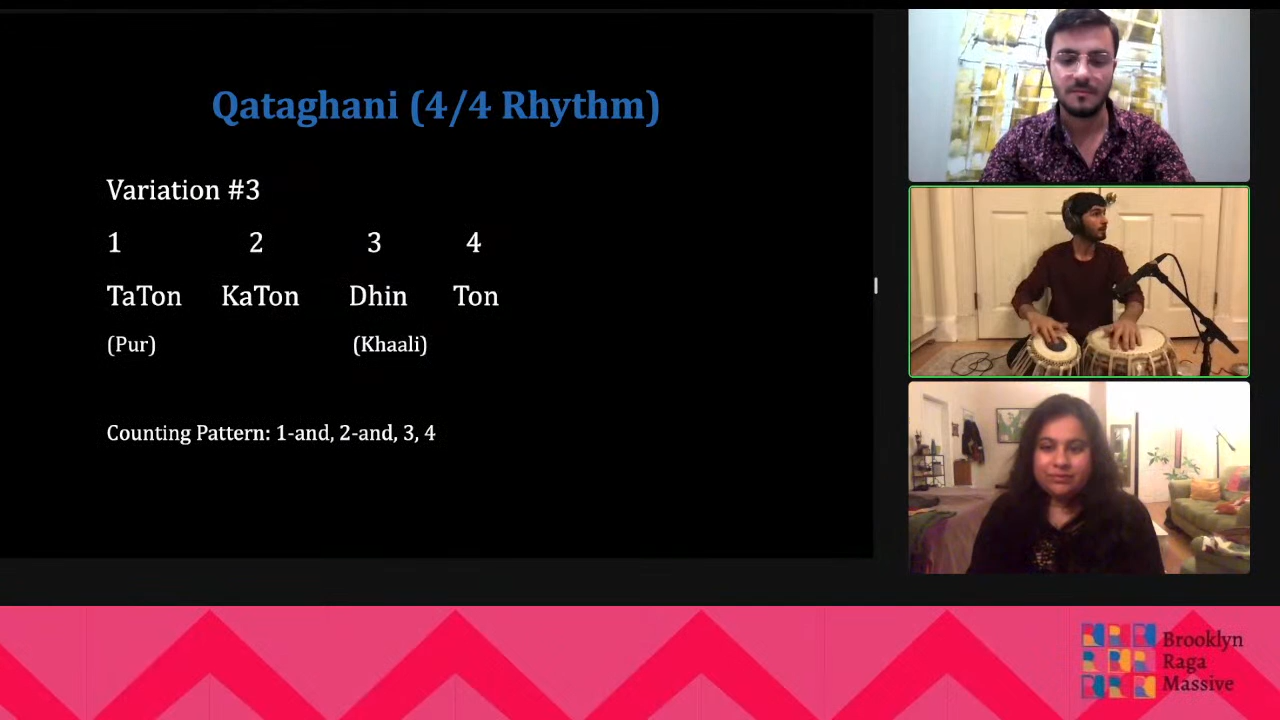 Qataghani (4/4 Rhythm)
Variation #3
1 2 3 4
TaTon KaTon Dhin Ton
(Pur) (Khaali)
Counting Pattern: 1-and, 2-and, 3, 4
Brooklyn
Raga
Massive